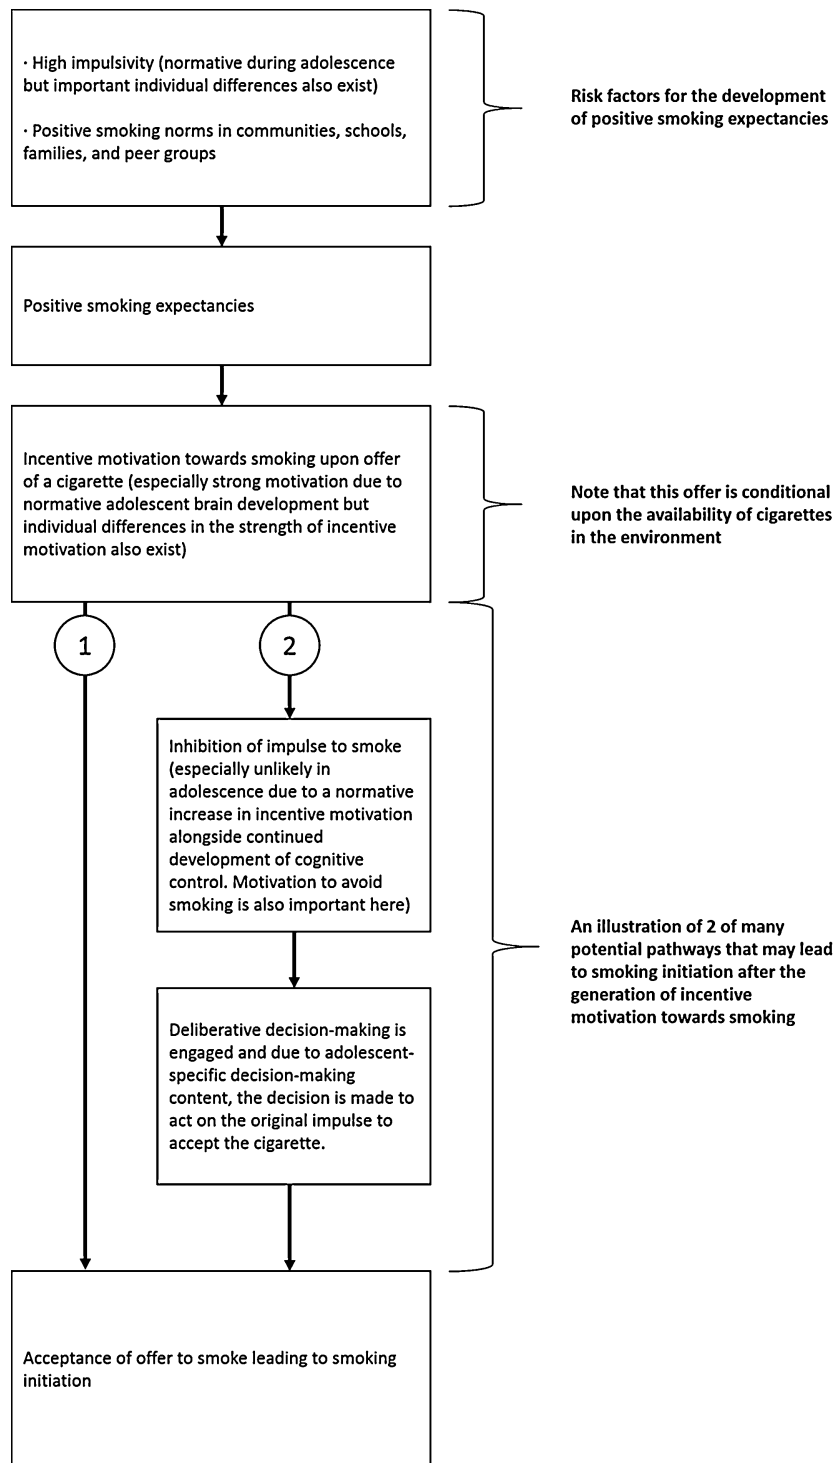 · High impulsivity (normative during adolescence
but important individual differences also exist)
· Positive smoking norms in communities, schools,
families, and peer groups
Risk factors for the development
of positive smoking expectancies
Positive smoking expectancies
Incentive motivation towards smoking upon offer
of a cigarette (especially strong motivation due to
normative adolescent brain development but
individual differences in the strength of incentive
motivation also exist)
Note that this offer is conditional
upon the availability of cigarettes
in the environment
1
2
Inhibition of impulse to smoke
(especially unlikely in
adolescence due to a normative
increase in incentive motivation
alongside continued
development of cognitive
control. Motivation to avoid
smoking is also important here)
An illustration of 2 of many
potential pathways that may lead
to smoking initiation after the
generation of incentive
motivation towards smoking
Deliberative decision-making is
engaged and due to adolescent-
specific decision-making
content, the decision is made to
act on the original impulse to
accept the cigarette.
Acceptance of offer to smoke leading to smoking
initiation